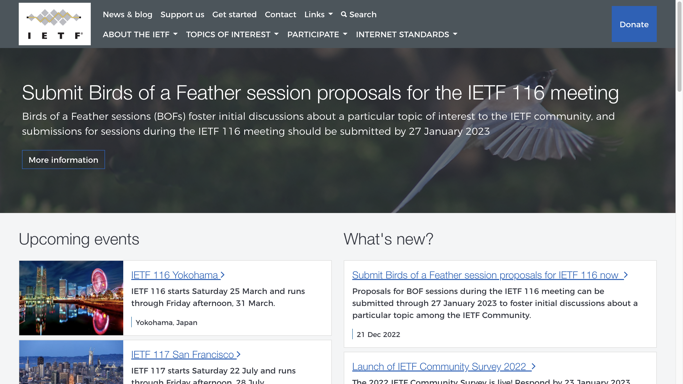 News & blog Support us Get started Contact Links Search
IETF®
Donate
ABOUT THE IETF TOPICS OF INTEREST PARTICIPATE INTERNET STANDARDS
Submit Birds of a Feather session proposals for the IETF 116 meeting
Birds of a Feather sessions (BOFs) foster initial discussions about a particular topic of interest to the IETF community, and
submissions for sessions during the IETF 116 meeting should be submitted by 27 January 2023
More information
Upcoming events
IETF 116 Yokohama
IETF 116 starts Saturday 25 March and runs
through Friday afternoon, 31 March.
Yokohama, Japan
IETF 117 San Francisco
IETF 117 starts Saturday 22 July and runs
through Friday afternoon, 28 July.
What's new?
Submit Birds of a Feather session proposals for IETF 116 now
Proposals for BOF sessions during the IETF 116 meeting can be
submitted through 27 January 2023 to foster initial discussions about a
particular topic among the IETF Community.
21 Dec 2022
Launch of IETF Community Survey 2022
The 2022 IETF Community Survey is live! Respond by 23 January 2023